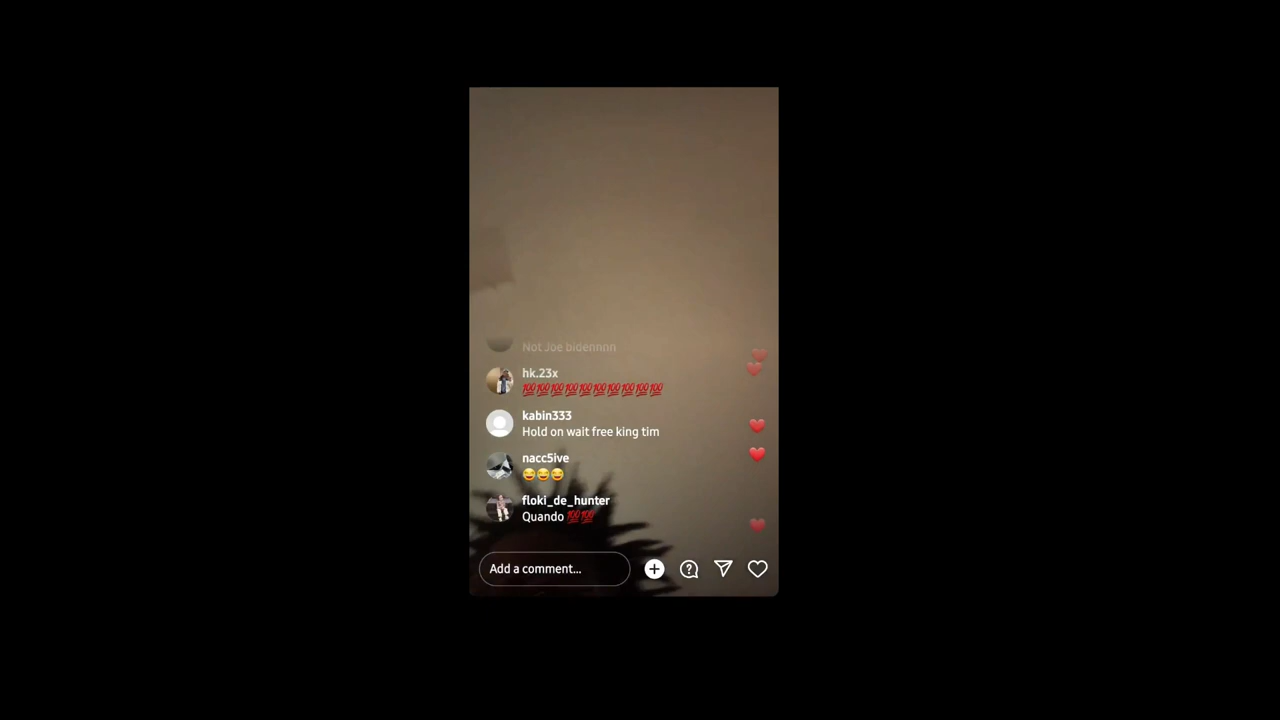 Not Joe bidennnn
hk.23x
💯💯💯💯💯💯💯💯💯💯
kabin333
Hold on wait free king tim
nacc5ive
😂😂😂
floki_de_hunter
Quando 💯💯
Add a comment...